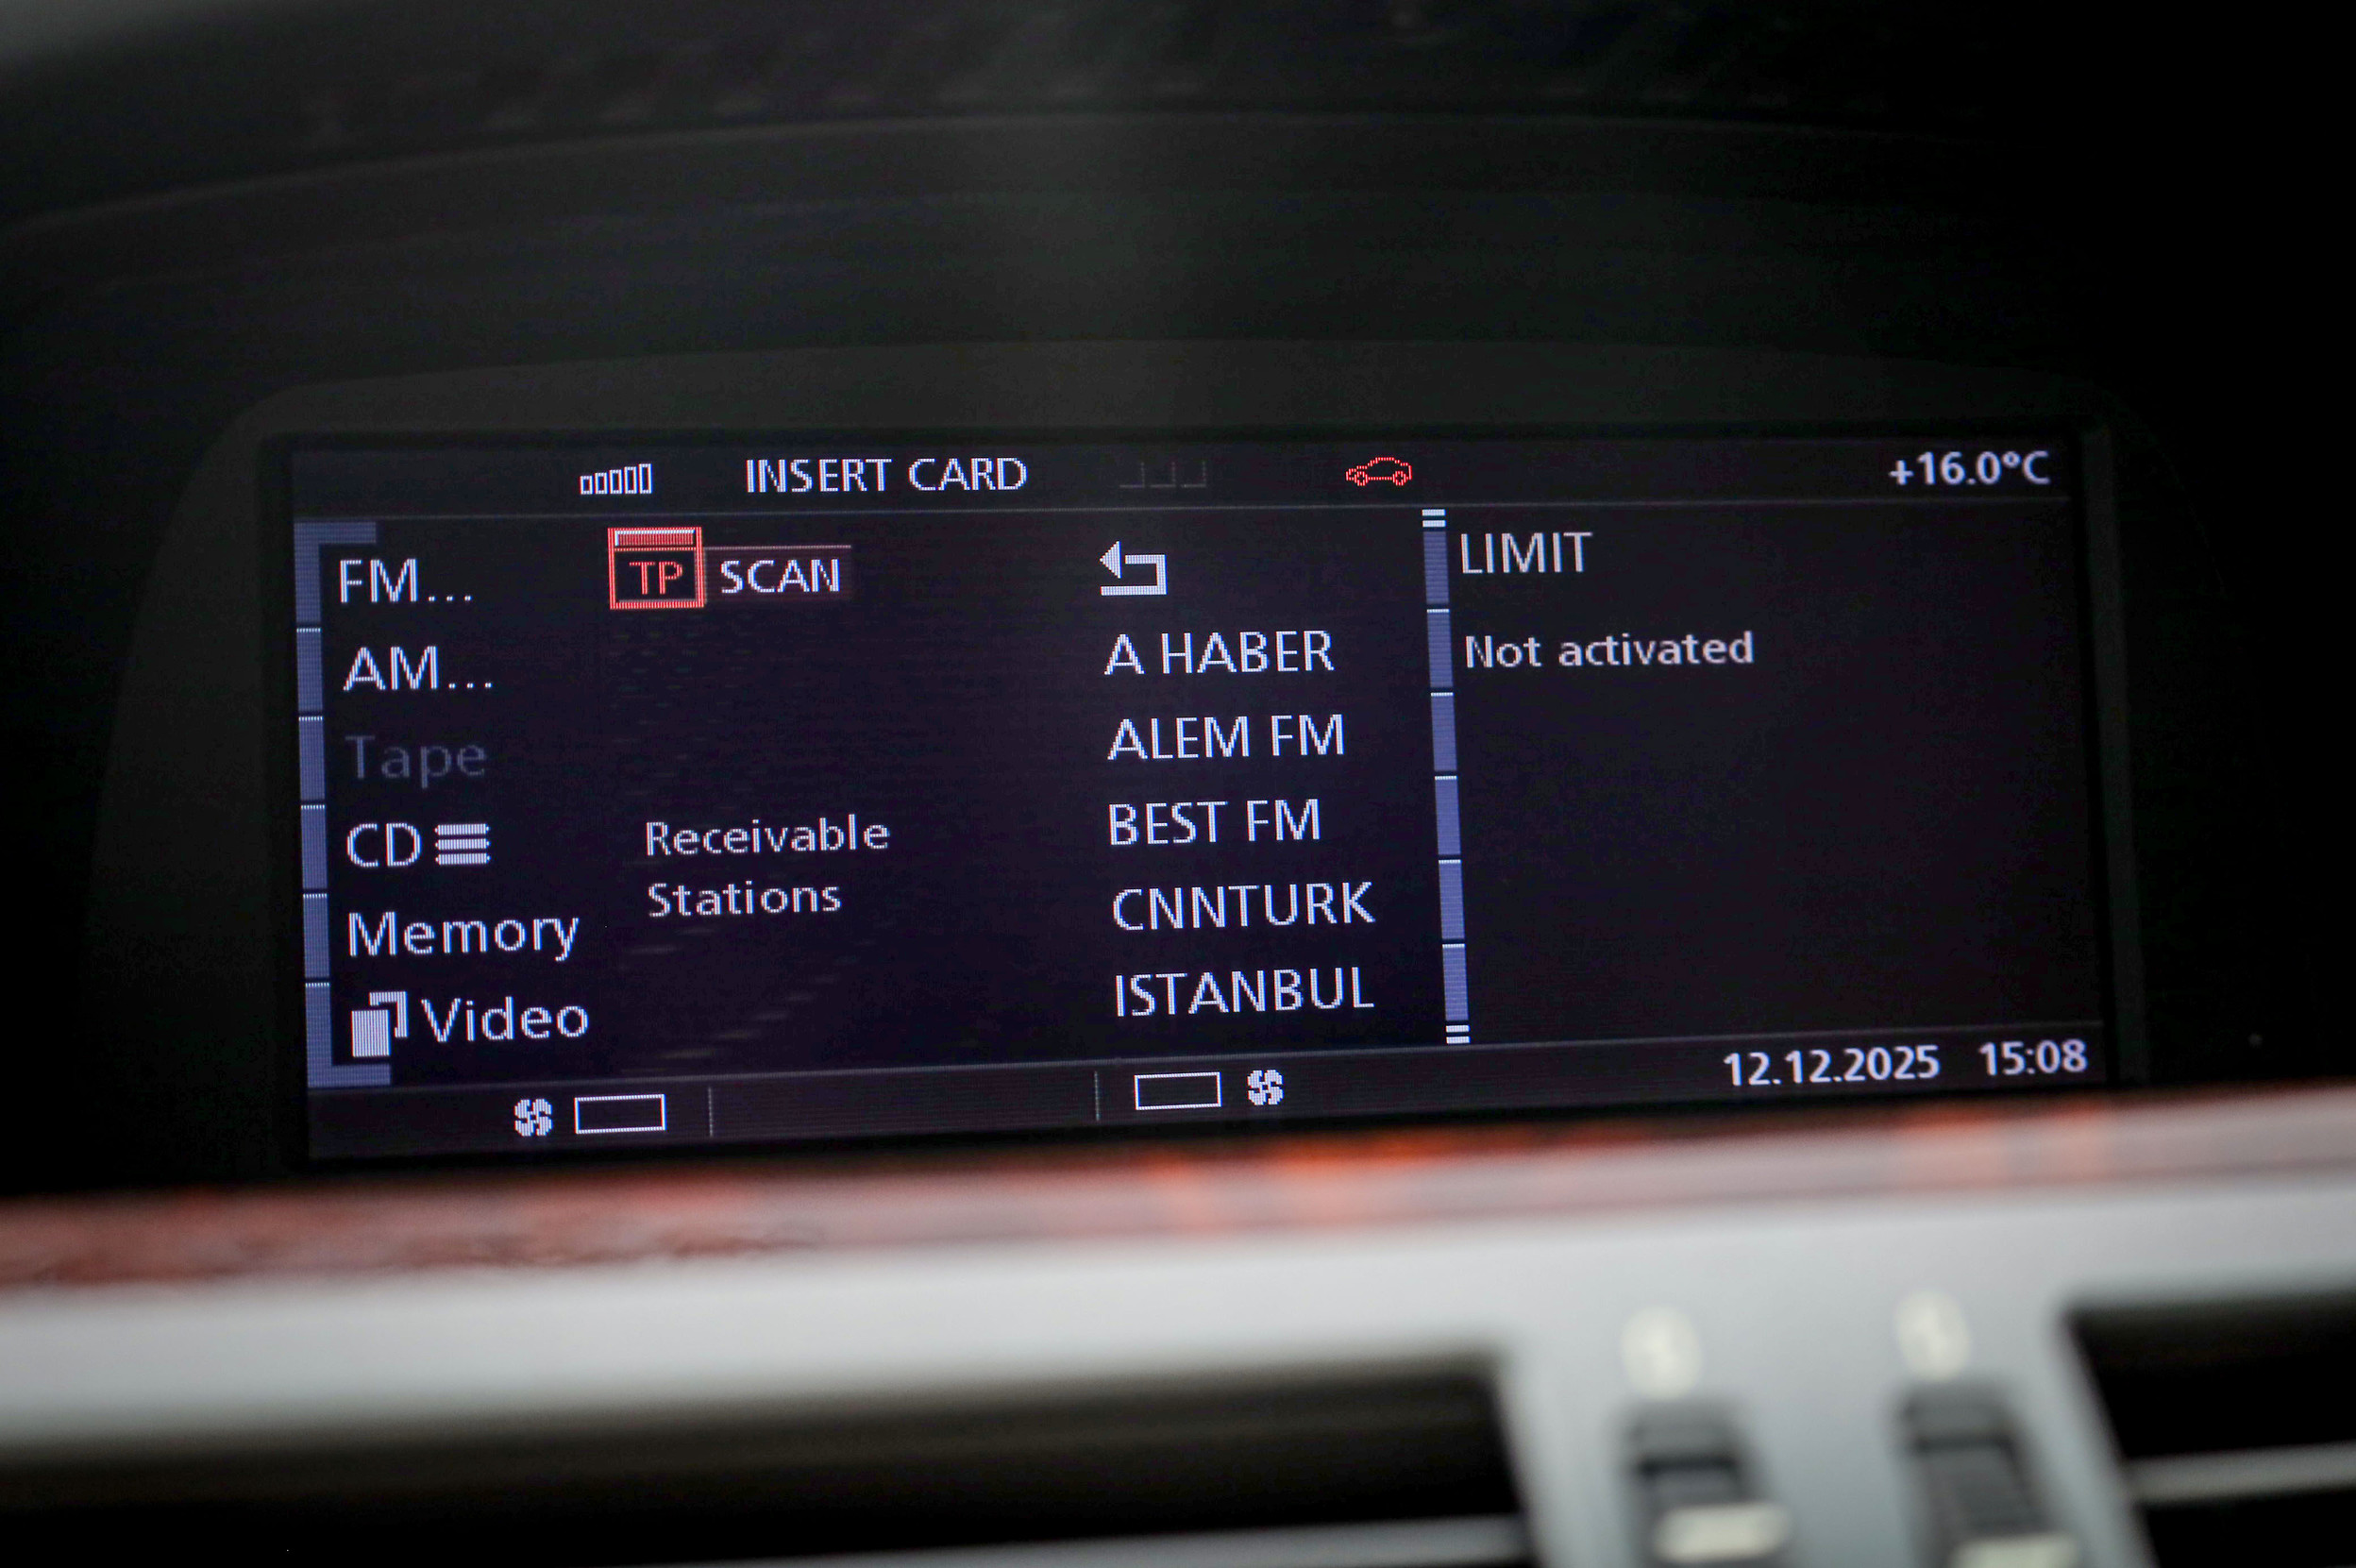 INSERT CARD
+16.0°C
FM...
TP SCAN
AM...
Tape
CD
Memory
Video
Receivable
Stations
A HABER
ALEM FM
BEST FM
CNNTURK
ISTANBUL
LIMIT
Not activated
12.12.2025 15:08